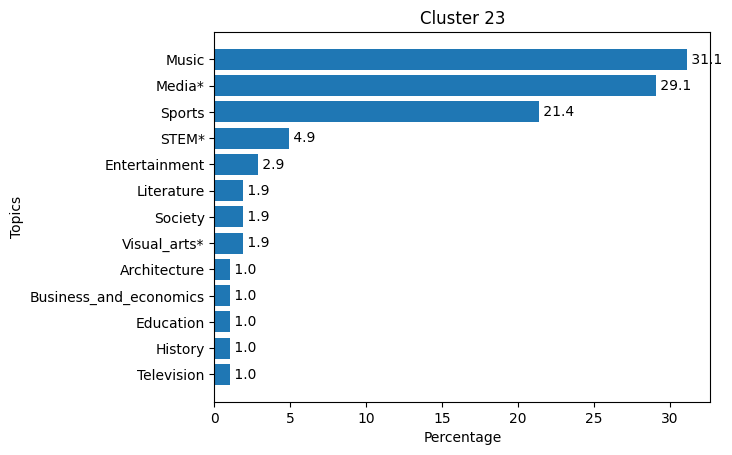 Cluster 23
Topics
Music 31.1
Media* 29.1
Sports 21.4
STEM* 4.9
Entertainment 2.9
Literature 1.9
Society 1.9
Visual_arts* 1.9
Architecture 1.0
Business_and_economics 1.0
Education 1.0
History 1.0
Television 1.0
0 5 10 15 20 25 30
Percentage